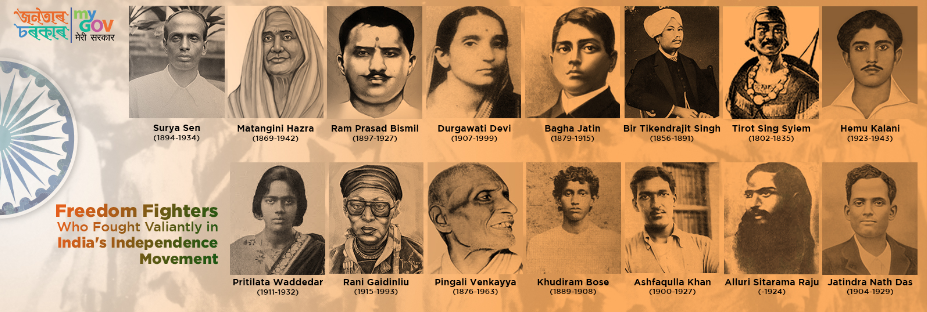 জনতাৰ
চৰকাৰ
my
GOV
मेरी सरकार
Surya Sen
(1894-1934)
Matangini Hazra
(1869-1942)
Ram Prasad Bismil
(1897-1927)
Durgawati Devi
(1907-1999)
Bagha Jatin
(1879-1915)
Bir Tikendrajit Singh
(1856-1891)
Tirot Sing Syiem
(1802-1835)
Hemu Kalani
(1923-1943)
Freedom Fighters
Who Fought Valiantly in
India's Independence
Movement
Pritilata Waddedar
(1911-1932)
Rani Gaidinliu
(1915-1993)
Pingali Venkayya
(1876-1963)
Khudiram Bose
(1889-1908)
Ashfaqulla Khan
(1900-1927)
Alluri Sitarama Raju
(-1924)
Jatindra Nath Das
(1904-1929)